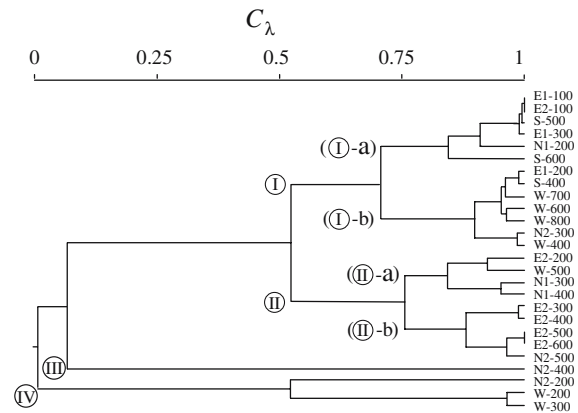 Cλ
0 0.25 0.5 0.75 1
E1-100
E2-100
S-500
E1-300
N1-200
(Ⓘ-a)
S-600
E1-200
Ⓘ
S-400
W-700
W-600
(Ⓘ-b)
W-800
N2-300
W-400
E2-200
(Ⅱ-a)
W-500
N1-300
N1-400
Ⅱ
E2-300
E2-400
(Ⅱ-b)
E2-500
E2-600
N2-500
Ⅲ
N2-400
N2-200
Ⅳ
W-200
W-300